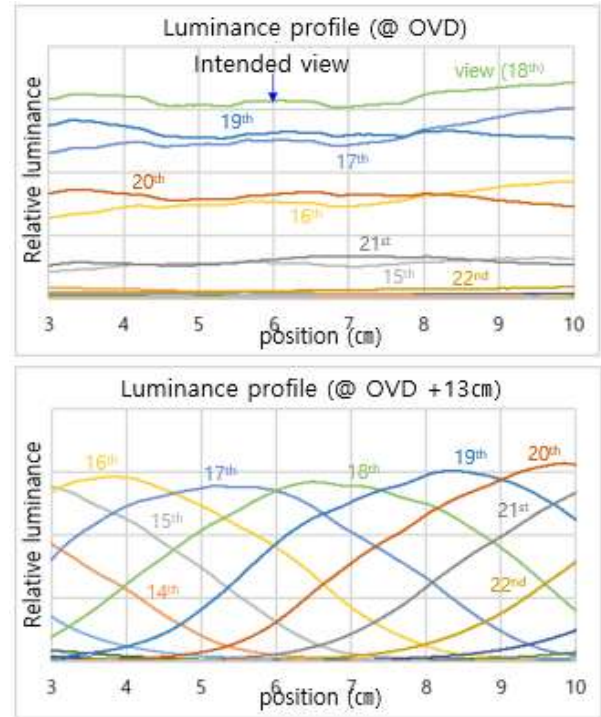 Luminance profile (@ OVD)
Intended view
view (18th)
19th
17th
20th
16th
21st
15th
22nd
Relative luminance
3 4 5 6 7 8 9 10
position (㎝)
Luminance profile (@ OVD +13㎝)
16th
17th
18th
19th
20th
15th
21st
14th
22nd
Relative luminance
3 4 5 6 7 8 9 10
position (㎝)